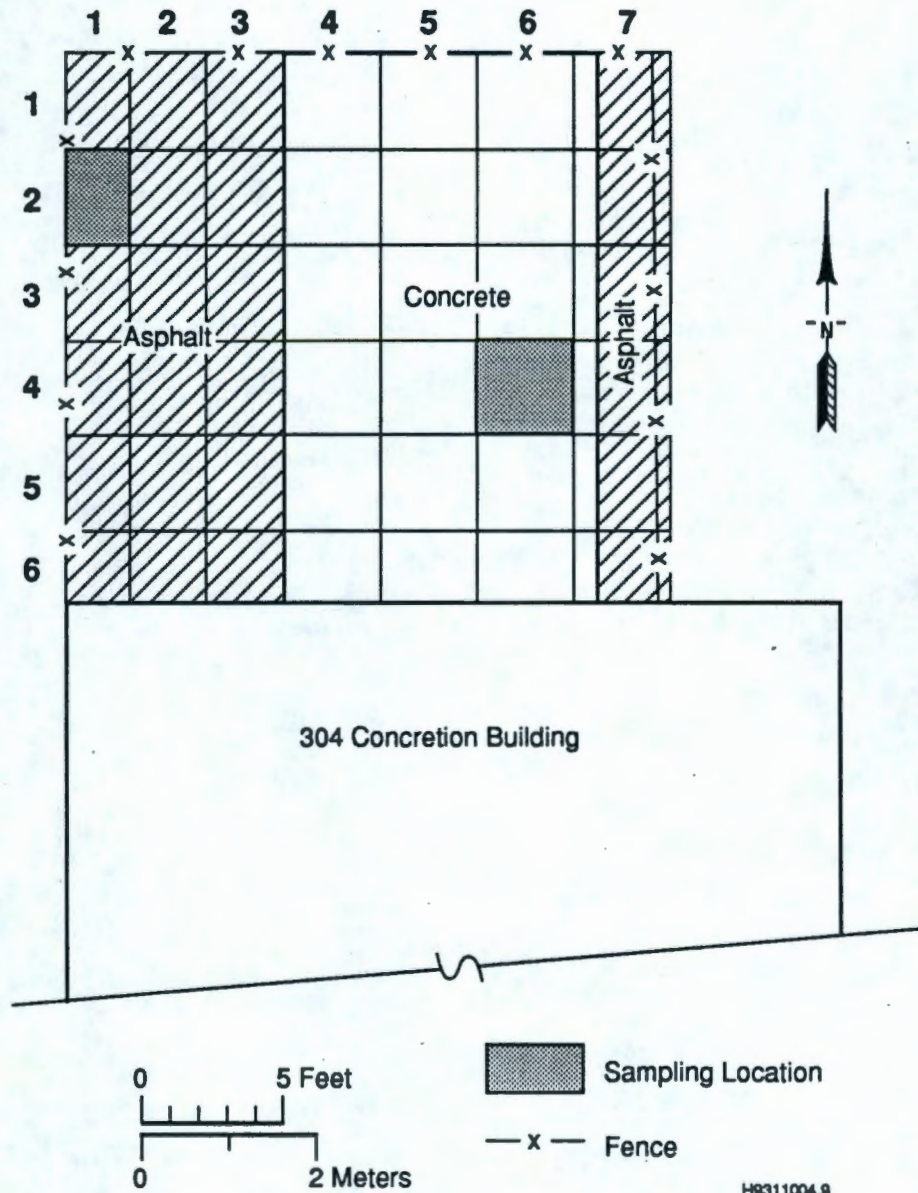 1 2 3 4 5 6 7
1
2
3
4
5
6
Concrete
Asphalt
Asphalt
N
304 Concretion Building
0 5 Feet
0 2 Meters
Sampling Location
x Fence
H9311004.9